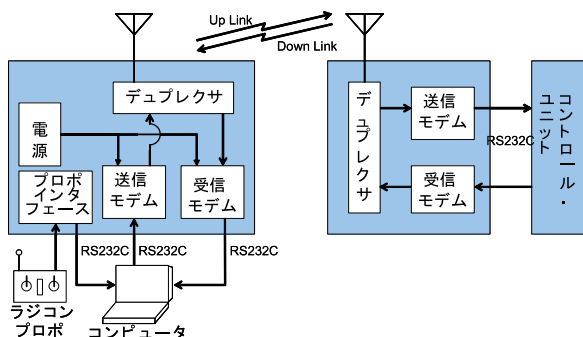 Up Link
Down Link
デュプレクサ
電
源
プロポ
インタ
フェース
送信
モデム
受信
モデム
RS232C
RS232C
RS232C
ラジコン
プロポ
コンピュータ
デュプレクサ
送信
モデム
受信
モデム
RS232C
コントロール・
ユニット